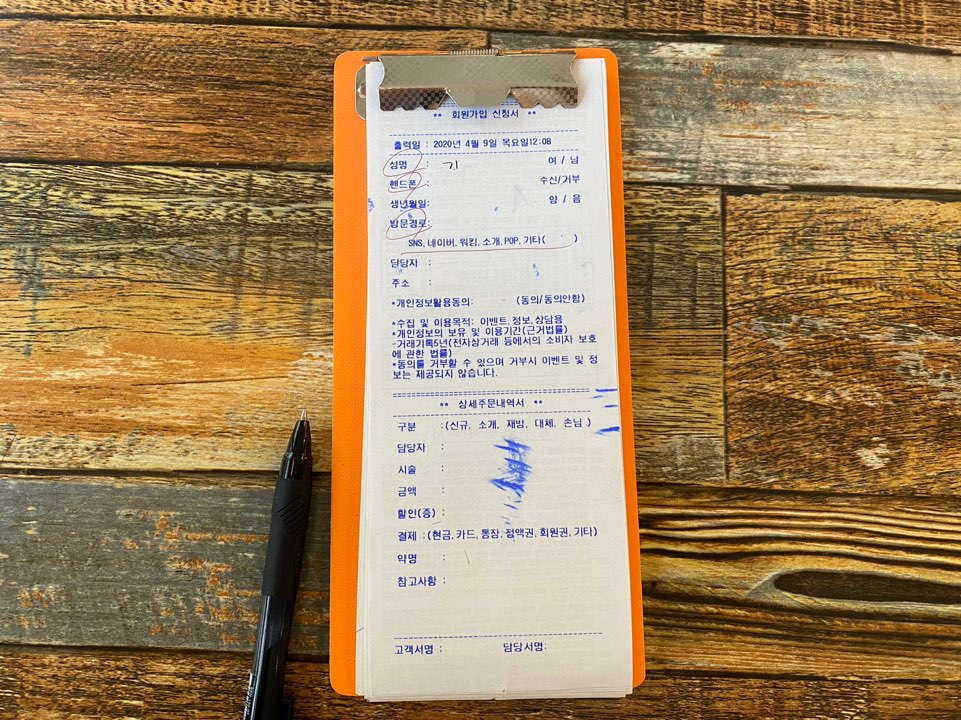 ** 회원가입 신청서 **
출력일 : 2020년 4월 9일 목요일12:08
성명 : 기 여 / 남
핸드폰 : 수신/거부
생년월일: 양 / 음
방문경로:
SNS, 네이버, 워킹, 소개, POP, 기타( )
담당자 :
주소 :
*개인정보활용동의: (동의/동의안함)
*수집 및 이용목적: 이벤트,정보,상담용
*개인정보의 보유 및 이용기간(근거법률)
-거래기록5년(전자상거래 등에서의 소비자 보호
에 관한 법률)
*동의를 거부할 수 있으며 거부시 이벤트 및 정
보는 제공되지 않습니다.
** 상세주문내역서 **
구분 :(신규, 소개, 재방, 대체, 손님 )
담당자 :
시술 :
금액 :
할인(증) :
결제 :(현금,카드,통장,점액권,회원권,기타)
약명 :
참고사항 :
고객서명 : 담당서명: